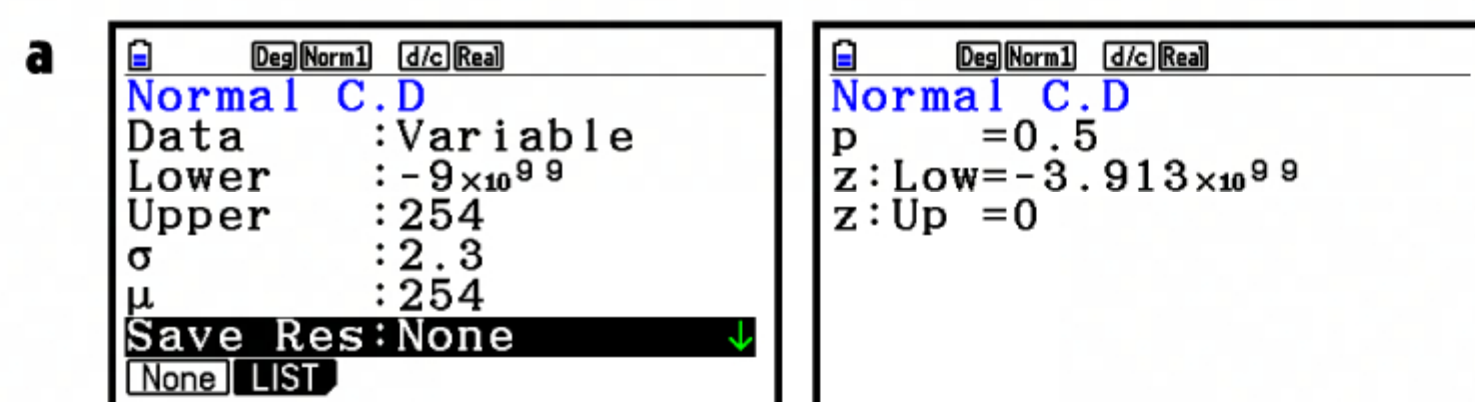 a
Deg Norm1 d/c Real
Normal C.D
Data :Variable
Lower :-9×10⁹⁹
Upper :254
σ :2.3
μ :254
Save Res:None ↓
None LIST
Deg Norm1 d/c Real
Normal C.D
p =0.5
z:Low=-3.913×10⁹⁹
z:Up =0